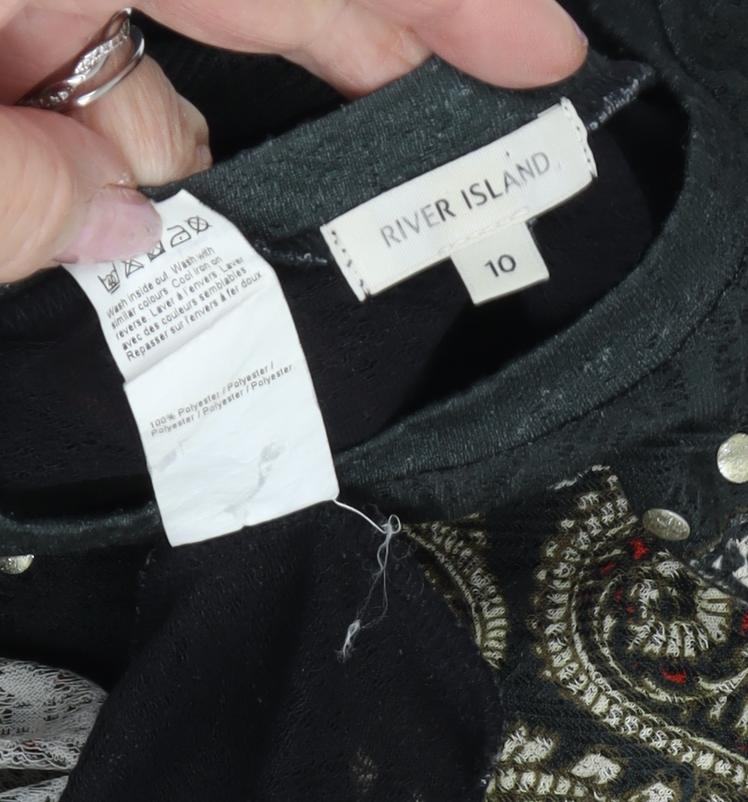 RIVER ISLAND
10
Wash inside out. Wash with
similar colours. Cool iron on
reverse. Laver à l'envers. Laver
avec des couleurs semblables
Repasser sur l'envers à fer doux.
100% Polyester / Polyester /
Polyester / Polyester / Polyester